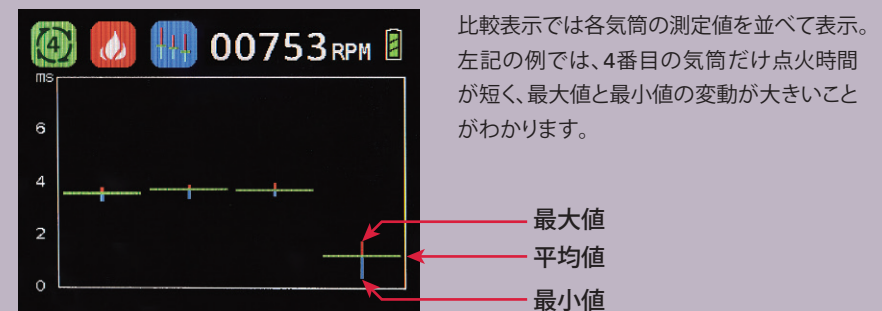 4
00753 RPM
ms
6
4
2
0
比較表示では各気筒の測定値を並べて表示。
左記の例では、4番目の気筒だけ点火時間
が短く、最大値と最小値の変動が大きいこと
がわかります。
最大値
平均値
最小値